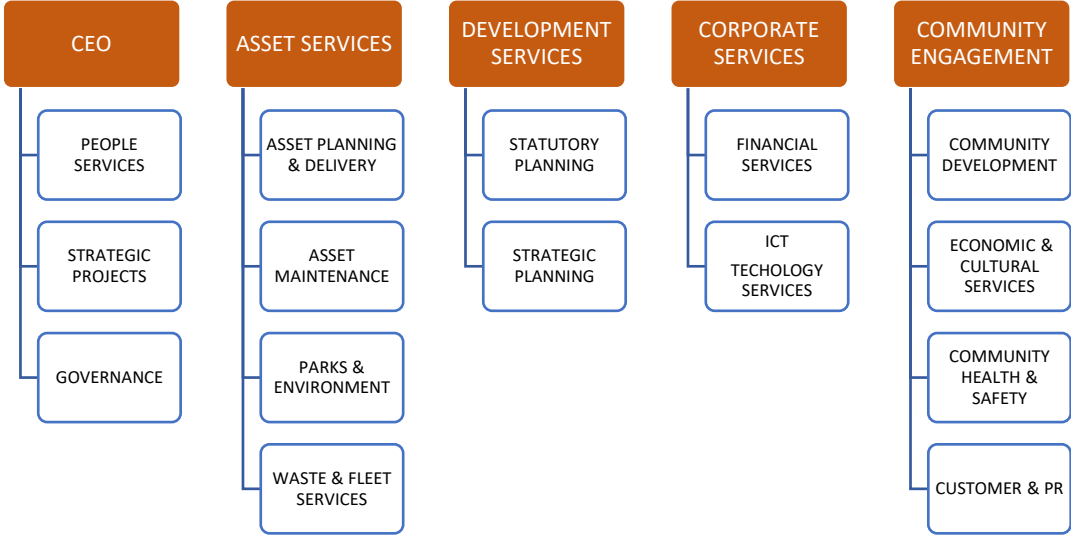 CEO
PEOPLE
SERVICES
STRATEGIC
PROJECTS
GOVERNANCE
ASSET SERVICES
ASSET PLANNING
& DELIVERY
ASSET
MAINTENANCE
PARKS &
ENVIRONMENT
WASTE & FLEET
SERVICES
DEVELOPMENT
SERVICES
STATUTORY
PLANNING
STRATEGIC
PLANNING
CORPORATE
SERVICES
FINANCIAL
SERVICES
ICT
TECHOLOGY
SERVICES
COMMUNITY
ENGAGEMENT
COMMUNITY
DEVELOPMENT
ECONOMIC &
CULTURAL
SERVICES
COMMUNITY
HEALTH &
SAFETY
CUSTOMER & PR